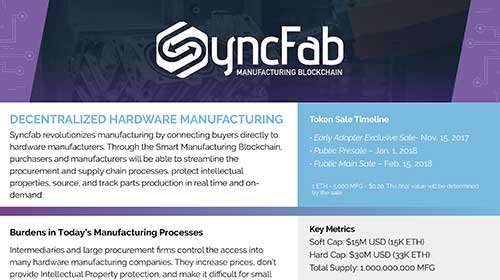 SyncFab
MANUFACTURING BLOCKCHAIN
DECENTRALIZED HARDWARE MANUFACTURING
Syncfab revolutionizes manufacturing by connecting buyers directly to
hardware manufacturers. Through the Smart Manufacturing Blockchain,
purchasers and manufacturers will be able to streamline the
procurement and supply chain processes, protect intellectual
properties, source, and track parts production in real time and on-
demand.
Token Sale Timeline
• Early Adopter Exclusive Sale- Nov. 15, 2017
• Public Presale – Jan. 1, 2018
• Public Main Sale – Feb. 15, 2018
1 ETH = 5,000 MFG = $0.20. The final value will be determined
by the sale.
Burdens in Today's Manufacturing Processes
Intermediaries and large procurement firms control the access into
many hardware manufacturing companies. They increase prices, don't
provide Intellectual Property protection, and make it difficult for small
Key Metrics
Soft Cap: $15M USD (15K ETH)
Hard Cap: $30M USD (33K ETH)
Total Supply: 1,000,000,000 MFG